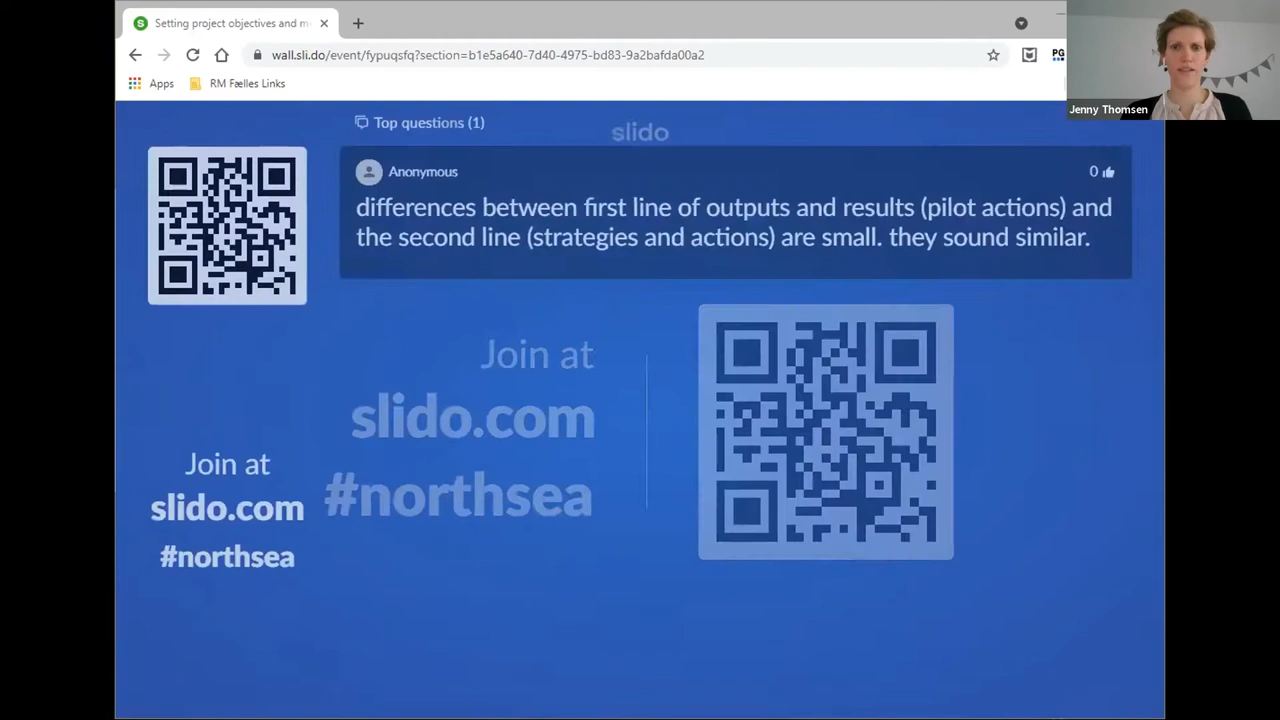 Setting project objectives and m
wall.sli.do/event/fypuqsfq?section=b1e5a640-7d40-4975-bd83-9a2bafda00a2
PG
Apps
RM Fælles Links
Jenny Thomsen
Top questions (1)
slido
Anonymous
0
differences between first line of outputs and results (pilot actions) and
the second line (strategies and actions) are small. they sound similar.
Join at
slido.com
#northsea
Join at
slido.com
#northsea